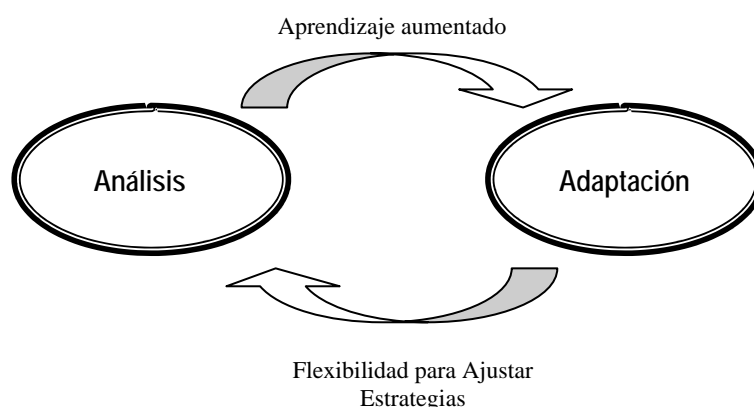 Aprendizaje aumentado
Análisis
Adaptación
Flexibilidad para Ajustar
Estrategias